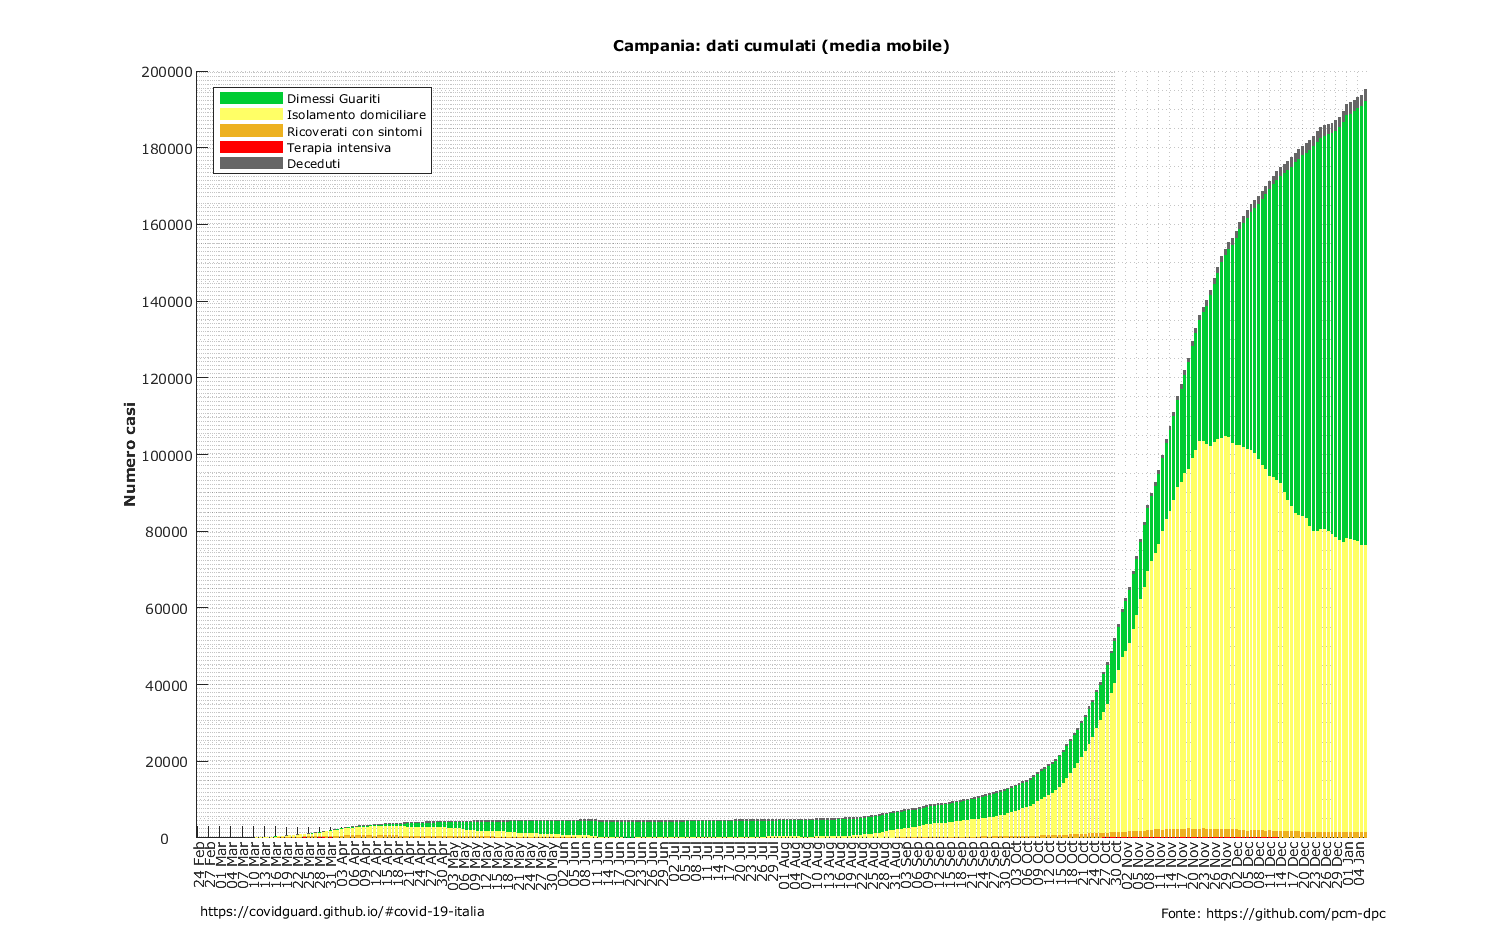 Campania: dati cumulati (media mobile)
Dimessi Guariti
Isolamento domiciliare
Ricoverati con sintomi
Terapia intensiva
Deceduti
Numero casi
200000
180000
160000
140000
120000
100000
80000
60000
40000
20000
0
24 Feb
27 Feb
01 Mar
04 Mar
07 Mar
10 Mar
13 Mar
16 Mar
19 Mar
22 Mar
25 Mar
28 Mar
31 Mar
03 Apr
06 Apr
09 Apr
12 Apr
15 Apr
18 Apr
21 Apr
24 Apr
27 Apr
30 Apr
03 May
06 May
09 May
12 May
15 May
18 May
21 May
24 May
27 May
30 May
02 Jun
05 Jun
08 Jun
11 Jun
14 Jun
17 Jun
20 Jun
23 Jun
26 Jun
29 Jun
02 Jul
05 Jul
08 Jul
11 Jul
14 Jul
17 Jul
20 Jul
23 Jul
26 Jul
29 Jul
01 Aug
04 Aug
07 Aug
10 Aug
13 Aug
16 Aug
19 Aug
22 Aug
25 Aug
28 Aug
31 Aug
03 Sep
06 Sep
09 Sep
12 Sep
15 Sep
18 Sep
21 Sep
24 Sep
27 Sep
30 Sep
03 Oct
06 Oct
09 Oct
12 Oct
15 Oct
18 Oct
21 Oct
24 Oct
27 Oct
30 Oct
02 Nov
05 Nov
08 Nov
11 Nov
14 Nov
17 Nov
20 Nov
23 Nov
26 Nov
29 Nov
02 Dec
05 Dec
08 Dec
11 Dec
14 Dec
17 Dec
20 Dec
23 Dec
26 Dec
29 Dec
01 Jan
04 Jan
https://covidguard.github.io/#covid-19-italia
Fonte: https://github.com/pcm-dpc